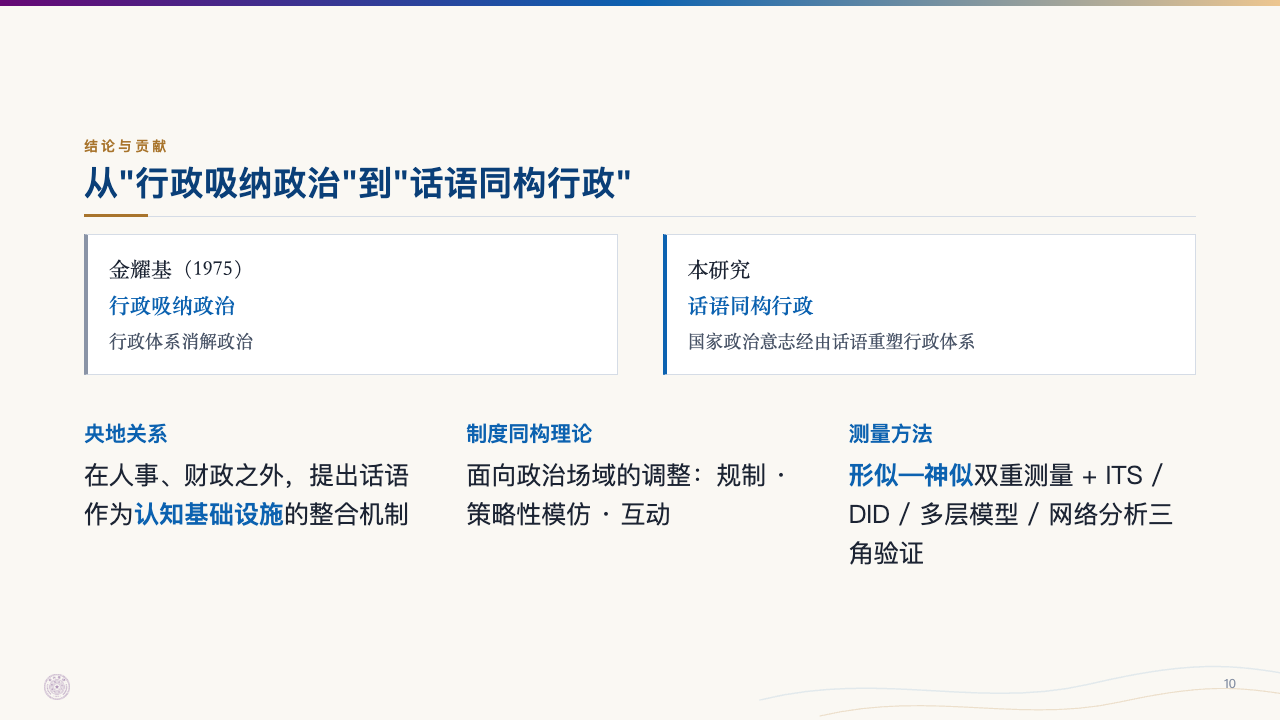 结论与贡献
从"行政吸纳政治"到"话语同构行政"
金耀基（1975）
行政吸纳政治
行政体系消解政治
本研究
话语同构行政
国家政治意志经由话语重塑行政体系
央地关系
在人事、财政之外，提出话语
作为认知基础设施的整合机制
制度同构理论
面向政治场域的调整：规制 ·
策略性模仿 · 互动
测量方法
形似—神似双重测量 + ITS /
DID / 多层模型 / 网络分析三
角验证
10